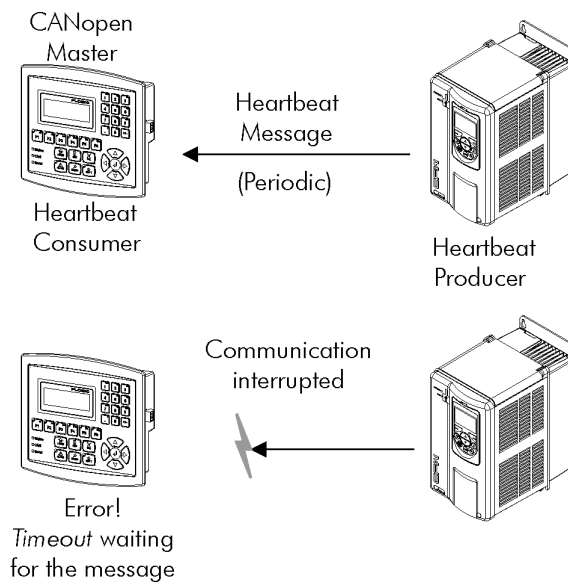 CANopen
Master
Heartbeat
Message
(Periodic)
Heartbeat
Consumer
Heartbeat
Producer
Communication
interrupted
Error!
Timeout waiting
for the message